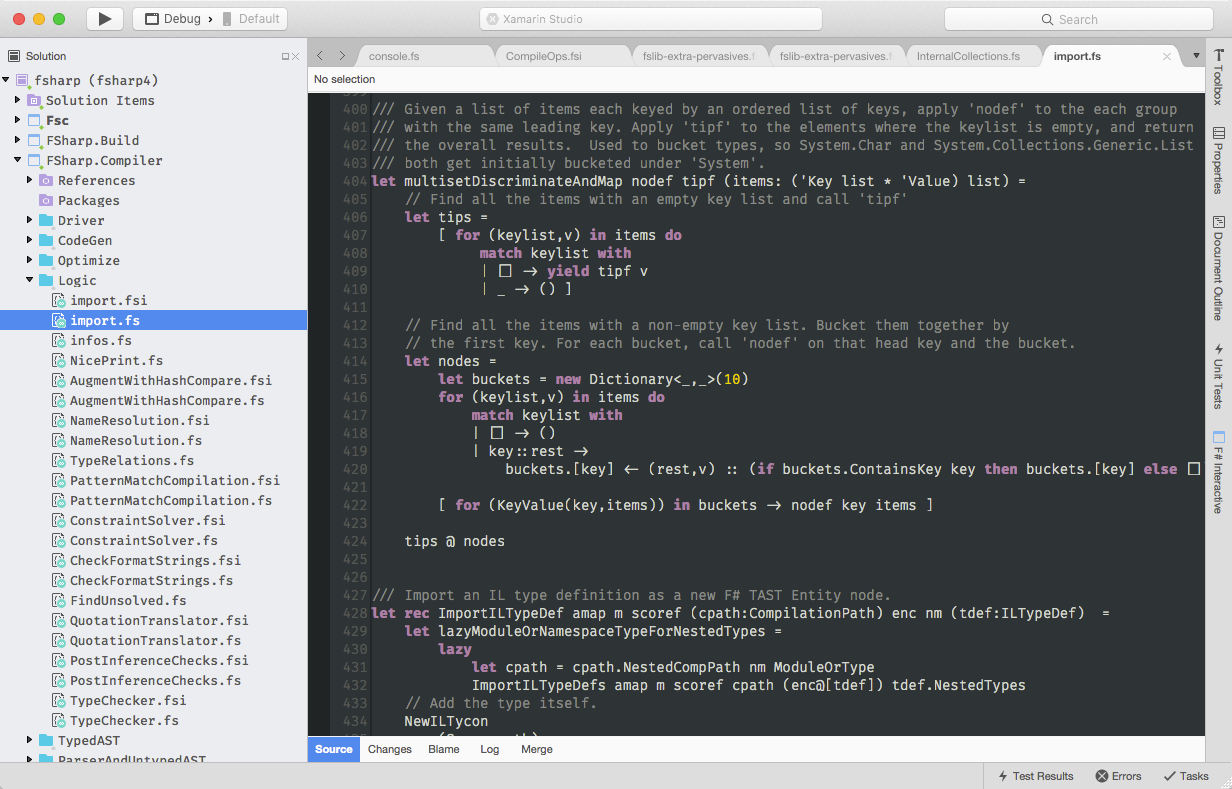 Debug › Default
Xamarin Studio
Search
Solution
fsharp (fsharp4)
Solution Items
Fsc
FSharp.Build
FSharp.Compiler
References
Packages
Driver
CodeGen
Optimize
Logic
import.fsi
import.fs
infos.fs
NicePrint.fs
AugmentWithHashCompare.fsi
AugmentWithHashCompare.fs
NameResolution.fsi
NameResolution.fs
TypeRelations.fs
PatternMatchCompilation.fsi
PatternMatchCompilation.fs
ConstraintSolver.fsi
ConstraintSolver.fs
CheckFormatStrings.fsi
CheckFormatStrings.fs
FindUnsolved.fs
QuotationTranslator.fsi
QuotationTranslator.fs
PostInferenceChecks.fsi
PostInferenceChecks.fs
TypeChecker.fsi
TypeChecker.fs
TypedAST
ParserAndUntypedAST
console.fs CompileOps.fsi fslib-extra-pervasives.f fslib-extra-pervasives.f InternalCollections.fs import.fs
No selection
399
400 /// Given a list of items each keyed by an ordered list of keys, apply 'nodef' to the each group
401 /// with the same leading key. Apply 'tipf' to the elements where the keylist is empty, and return
402 /// the overall results.  Used to bucket types, so System.Char and System.Collections.Generic.List
403 /// both get initially bucketed under 'System'.
404 let multisetDiscriminateAndMap nodef tipf (items: ('Key list * 'Value) list) =
405     // Find all the items with an empty key list and call 'tipf'
406     let tips =
407         [ for (keylist,v) in items do
408              match keylist with
409              | [] → yield tipf v
410              | _ → () ]
411
412     // Find all the items with a non-empty key list. Bucket them together by
413     // the first key. For each bucket, call 'nodef' on that head key and the bucket.
414     let nodes =
415         let buckets = new Dictionary<_,_>(10)
416         for (keylist,v) in items do
417             match keylist with
418             | [] → ()
419             | key::rest →
420                 buckets.[key] ← (rest,v) :: (if buckets.ContainsKey key then buckets.[key] else []
421
422         [ for (KeyValue(key,items)) in buckets → nodef key items ]
423
424     tips @ nodes
425
426
427 /// Import an IL type definition as a new F# TAST Entity node.
428 let rec ImportILTypeDef amap m scoref (cpath:CompilationPath) enc nm (tdef:ILTypeDef)  =
429     let lazyModuleOrNamespaceTypeForNestedTypes =
430         lazy
431             let cpath = cpath.NestedCompPath nm ModuleOrType
432             ImportILTypeDefs amap m scoref cpath (enc@[tdef]) tdef.NestedTypes
433     // Add the type itself.
434     NewILTycon
Source Changes Blame Log Merge
Toolbox
Properties
Document Outline
Unit Tests
F# Interactive
Test Results Errors Tasks